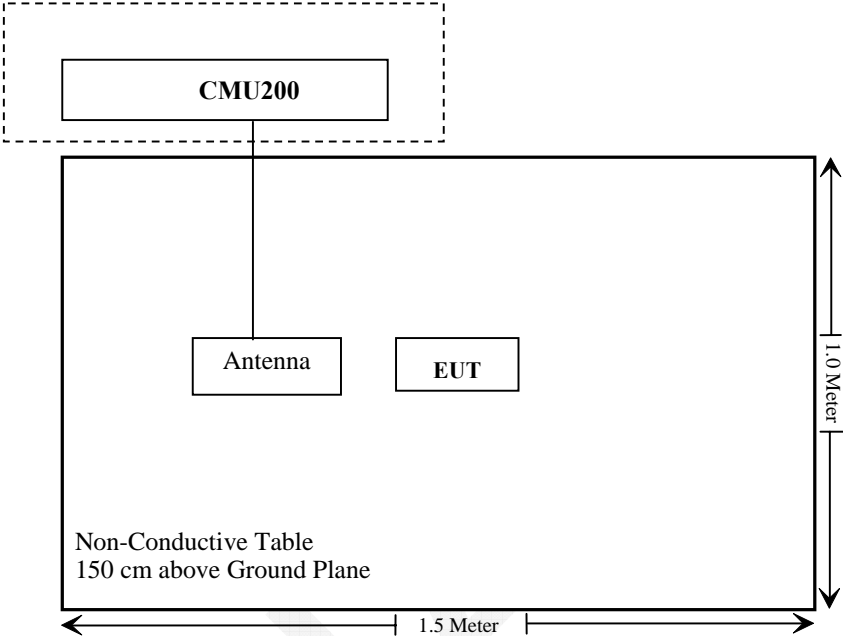 CMU200
Antenna
EUT
1.0 Meter
Non-Conductive Table
150 cm above Ground Plane
1.5 Meter